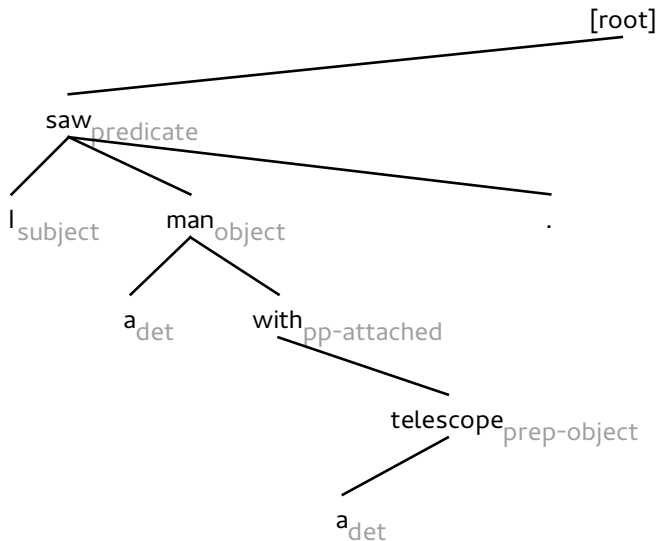 [root]
saw predicate
I subject man object .
a det with pp-attached
telescope prep-object
a det